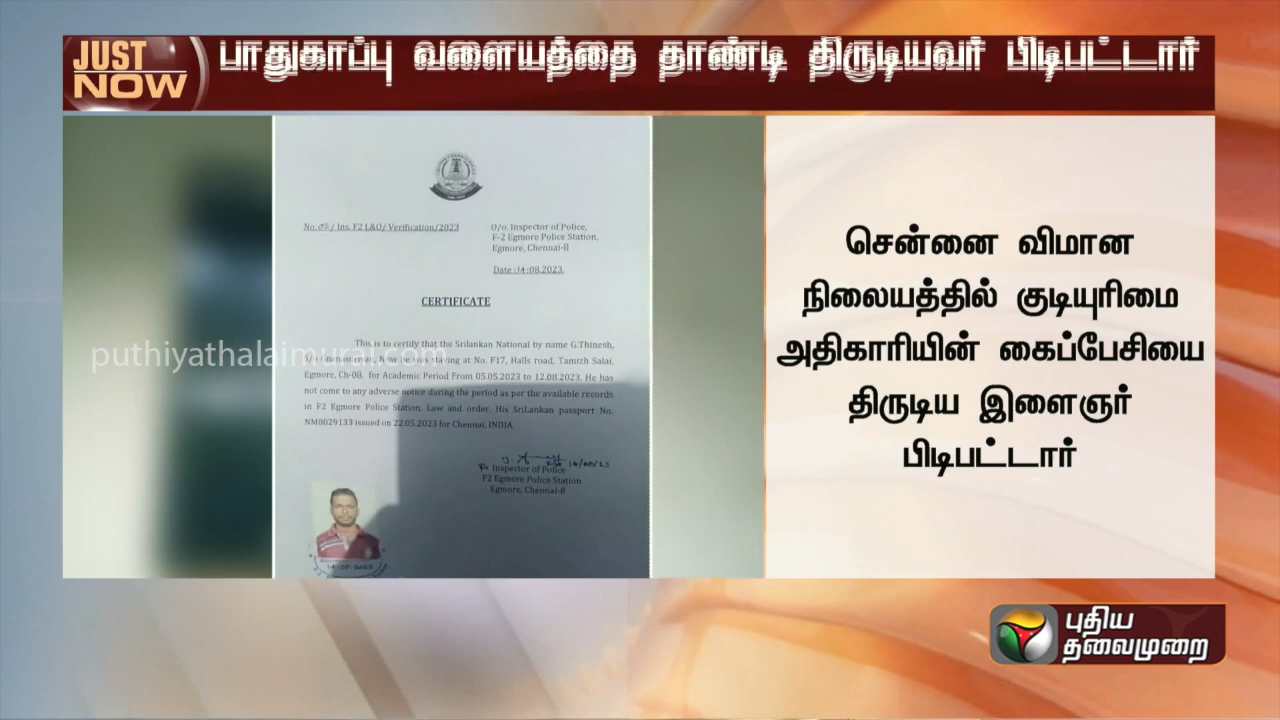 JUST
NOW
பாதுகாப்பு வளையத்தை தாண்டி திருடியவர் பிடிபட்டார்
No. / Ins. F2 L&O/ Verification/2023
O/o. Inspector of Police,
F-2 Egmore Police Station,
Egmore, Chennai-8
Date :14:08.2023.
CERTIFICATE
This is to certify that the Srilankan National by name G.Thinesh,
Now, he was staying at No. F17, Halls road, Tamizh Salai,
Egmore, Ch-08. for Academic Period From 05.05.2023 to 12.08.2023. He has
not come to any adverse notice during the period as per the available records
in F2 Egmore Police Station, Law and order. His SriLankan passport No.
NM8029133 issued on 22.05.2023 for Chennai, INDIA.
14/08/23
Inspector of Police
F2 Egmore Police Station
Egmore, Chennai-8
puthiyathalaimurai.com
சென்னை விமான
நிலையத்தில் குடியுரிமை
அதிகாரியின் கைப்பேசியை
திருடிய இளைஞர்
பிடிபட்டார்
புதிய
தலைமுறை